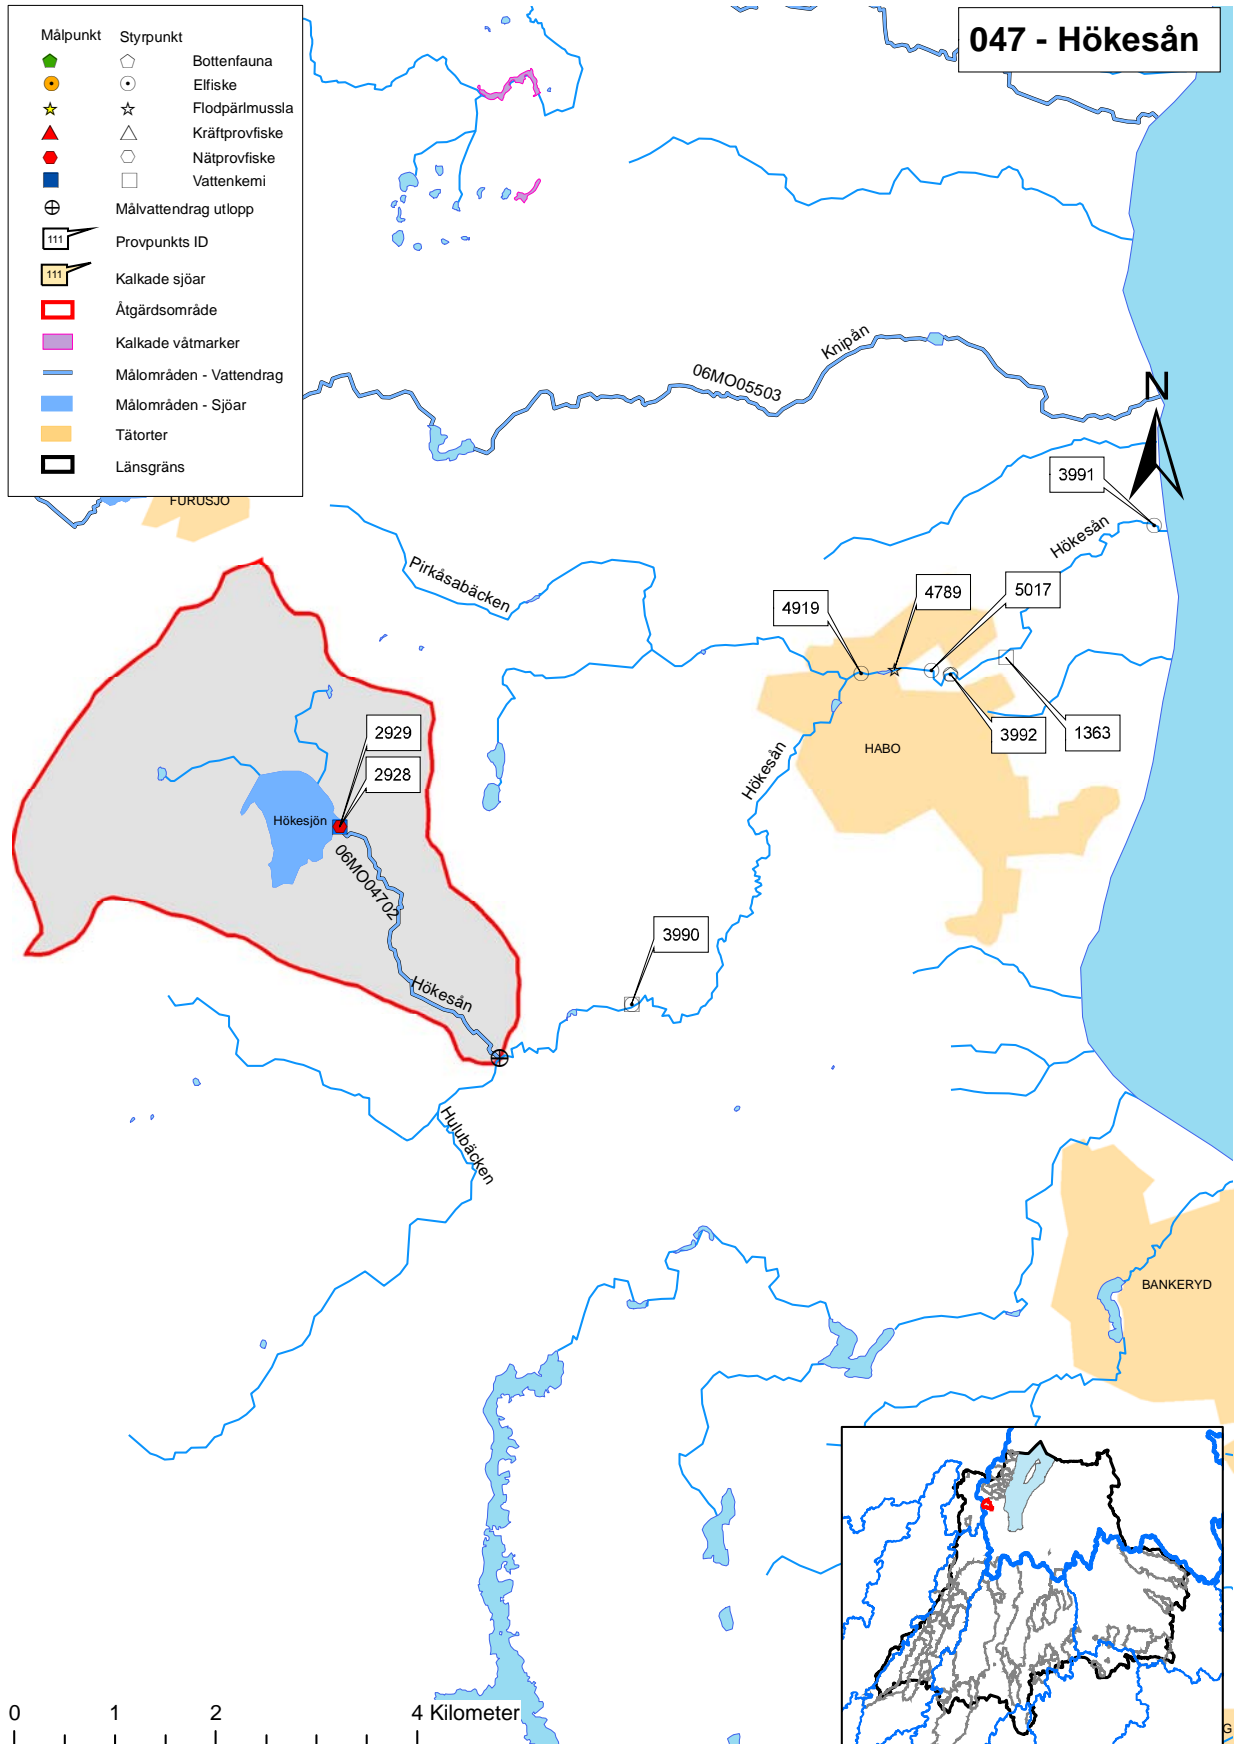 047 - Hökesån
Målpunkt Styrpunkt
Bottenfauna
Elfiske
Flodpärlmussla
Kräftprovfiske
Nätprovfiske
Vattenkemi
Målvattendrag utlopp
111 Provpunkts ID
111 Kalkade sjöar
Åtgärdsområde
Kalkade våtmarker
Målområden - Vattendrag
Målområden - Sjöar
Tätorter
Länsgräns
Knipån
06MO05503
N
3991
FURUSJÖ
Hökesån
Pirkåsabäcken
4919
4789
5017
2929
3992
1363
HABO
Hökesån
2928
Hökesjön
06MO04702
3990
Hökesån
Hulubäcken
BANKERYD
0 1 2 4 Kilometer
G